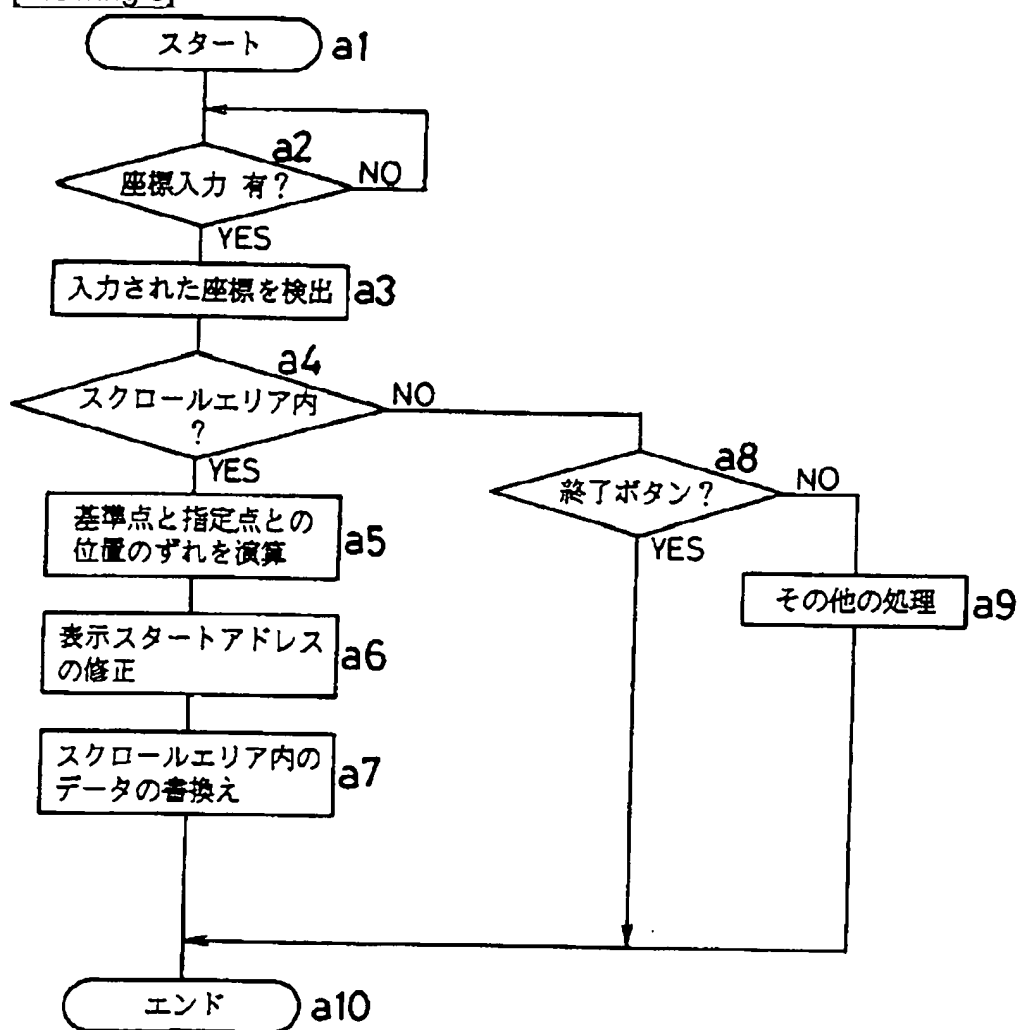 スタート a1
a2
座標入力 有? NO
YES
入力された座標を検出 a3
a4
スクロールエリア内 NO
?
YES
基準点と指定点との
位置のずれを演算 a5
表示スタートアドレス
の修正 a6
スクロールエリア内の
データの書換え a7
a8
終了ボタン? NO
YES
その他の処理 a9
エンド a10